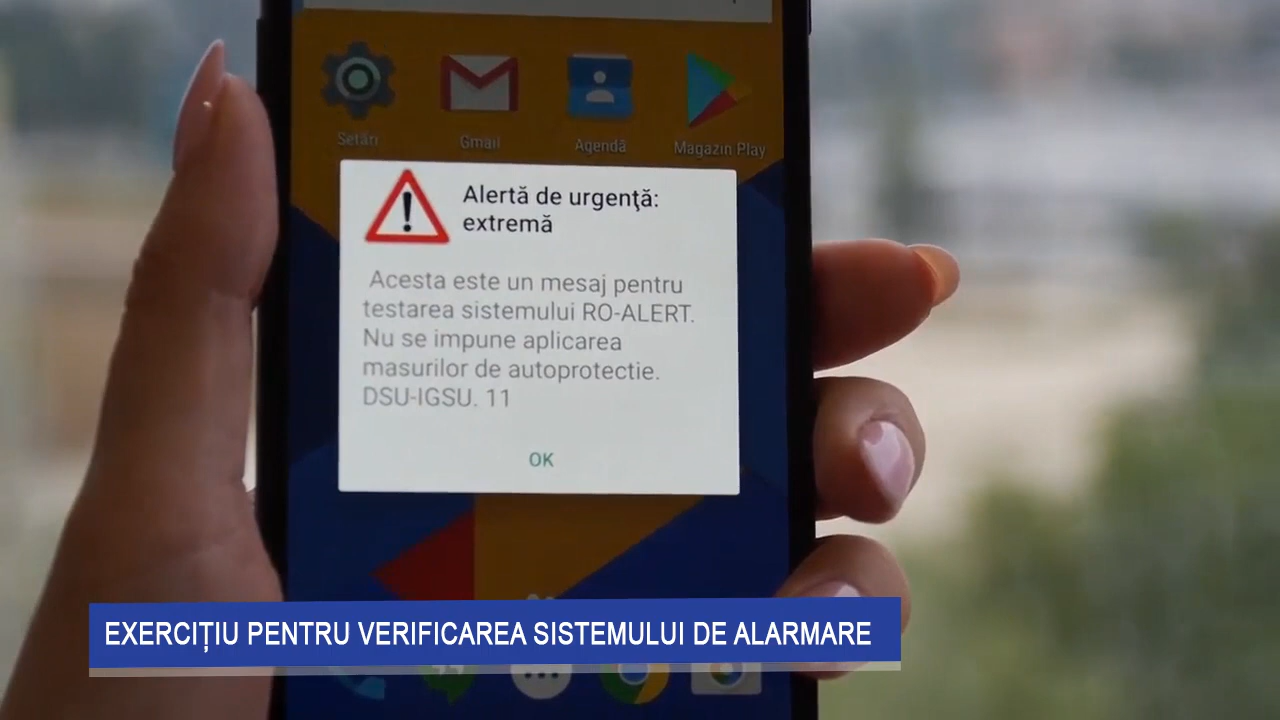 Setări Gmail Agendă Magazin Play
Alertă de urgenţă:
extremă
Acesta este un mesaj pentru
testarea sistemului RO-ALERT.
Nu se impune aplicarea
masurilor de autoprotectie.
DSU-IGSU. 11
OK
EXERCIȚIU PENTRU VERIFICAREA SISTEMULUI DE ALARMARE